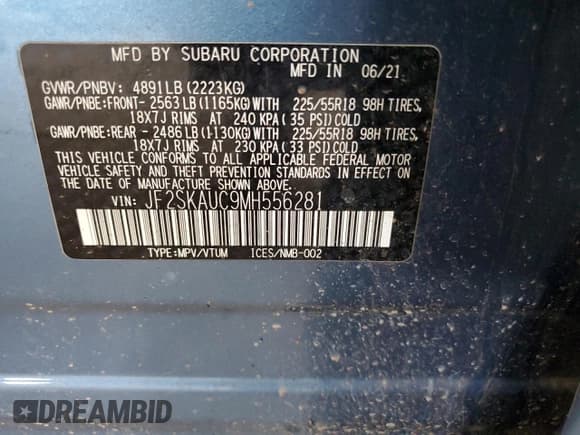 MFD BY SUBARU CORPORATION
MFD IN 06/21
GVWR/PNBV: 4891LB (2223KG)
GAWR/PNBE:FRONT- 2563LB(1165KG)WITH 225/55R18 98H TIRES,
18X7J RIMS AT 240 KPA(35 PSI)COLD
GAWR/PNBE:REAR - 2486LB(1130KG)WITH 225/55R18 98H TIRES,
18X7J RIMS AT 230 KPA(33 PSI)COLD
THIS VEHICLE CONFORMS TO ALL APPLICABLE FEDERAL MOTOR
VEHICLE SAFETY, BUMPER, AND THEFT PREVENTION STANDARDS
IN EFFECT ON THE DATE OF MANUFACTURE SHOWN ABOVE.
VIN: JF2SKAUC9MH556281
TYPE:MPV/VTUM ICES/NMB-002
DREAMBID